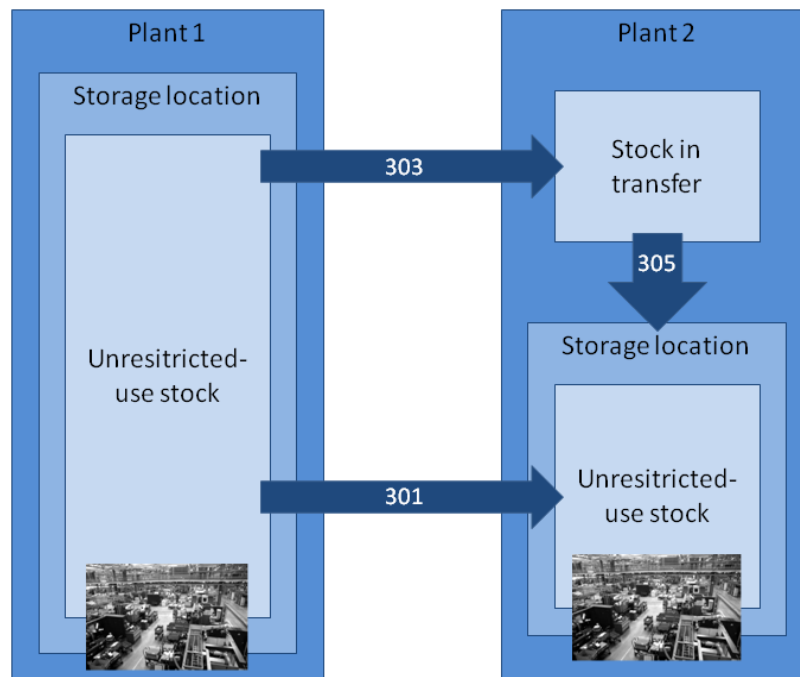 Plant 1
Storage location
Unresitricted-
use stock
303
301
Plant 2
Stock in
transfer
305
Storage location
Unresitricted-
use stock